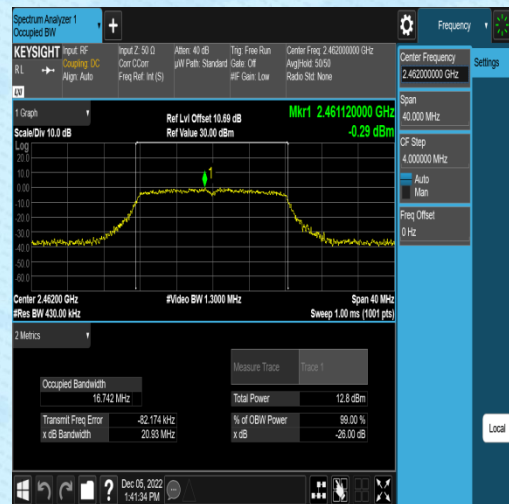 Spectrum Analyzer 1
Occupied BW
Frequency
KEYSIGHT
Input: RF
Coupling: DC
Align: Auto
Input Z: 50 Ω
Corr CCorr
Freq Ref: Int (S)
Atten: 40 dB
µW Path: Standard
Trig: Free Run
Gate: Off
#IF Gain: Low
Center Freq: 2.462000000 GHz
Avg|Hold: 50/50
Radio Std: None
RL
LXI
Center Frequency
2.462000000 GHz
Settings
Span
40.000 MHz
CF Step
4.000000 MHz
Auto
Man
Freq Offset
0 Hz
1 Graph
Scale/Div 10.0 dB
Ref Lvl Offset 10.69 dB
Ref Value 30.00 dBm
Mkr1 2.461120000 GHz
-0.29 dBm
Log
20.0
10.0
0.00
-10.0
-20.0
-30.0
-40.0
-50.0
-60.0
1
Center 2.46200 GHz
#Res BW 430.00 kHz
#Video BW 1.3000 MHz
Span 40 MHz
Sweep 1.00 ms (1001 pts)
2 Metrics
Measure Trace
Trace 1
Occupied Bandwidth
16.742 MHz
Total Power
12.8 dBm
Transmit Freq Error
-82.174 kHz
% of OBW Power
99.00 %
x dB Bandwidth
20.93 MHz
x dB
-26.00 dB
Local
?
Dec 05, 2022
1:41:34 PM